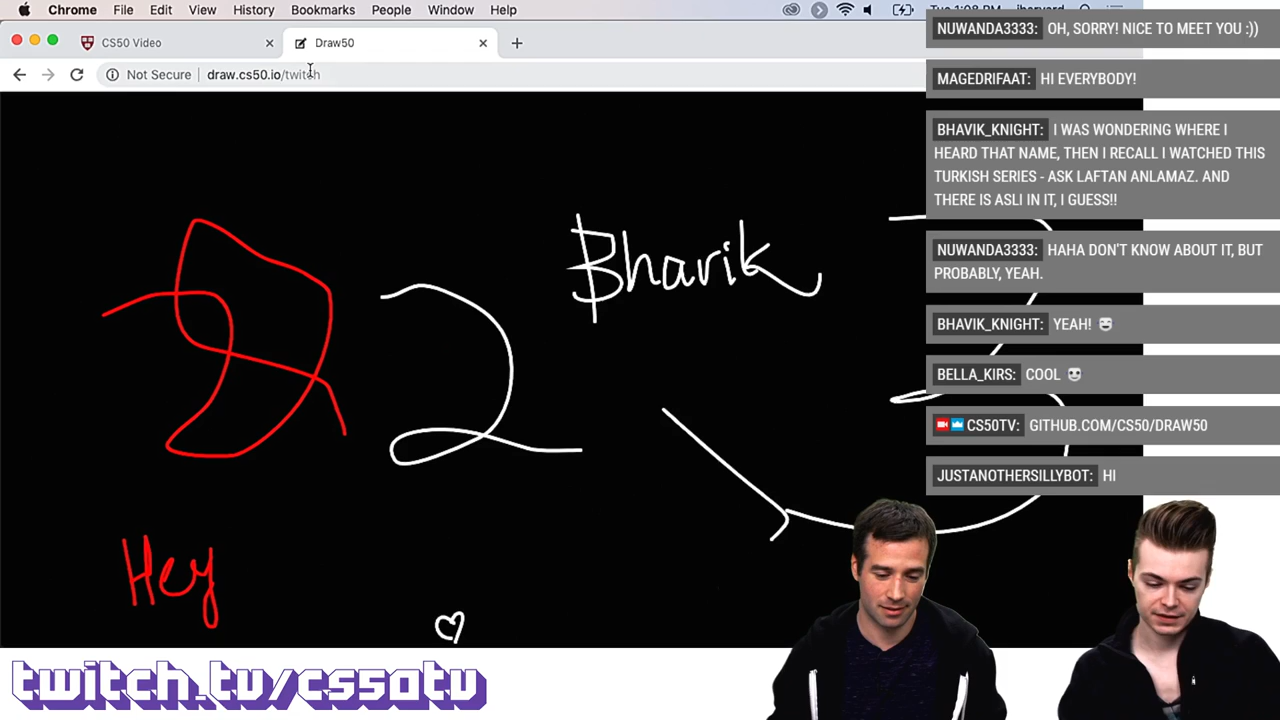 Chrome File Edit View History Bookmarks People Window Help
CS50 Video
Draw50
Not Secure draw.cs50.io/twitch
NUWANDA3333: OH, SORRY! NICE TO MEET YOU :))
MAGEDRIFAAT: HI EVERYBODY!
BHAVIK_KNIGHT: I WAS WONDERING WHERE I
HEARD THAT NAME, THEN I RECALL I WATCHED THIS
TURKISH SERIES - ASK LAFTAN ANLAMAZ. AND
THERE IS ASLI IN IT, I GUESS!!
NUWANDA3333: HAHA DON'T KNOW ABOUT IT, BUT
PROBABLY, YEAH.
BHAVIK_KNIGHT: YEAH!
BELLA_KIRS: COOL
CS50TV: GITHUB.COM/CS50/DRAW50
JUSTANOTHERSILLYBOT: HI
2
Bhavik
Hey
twitch.tv/cs50tv